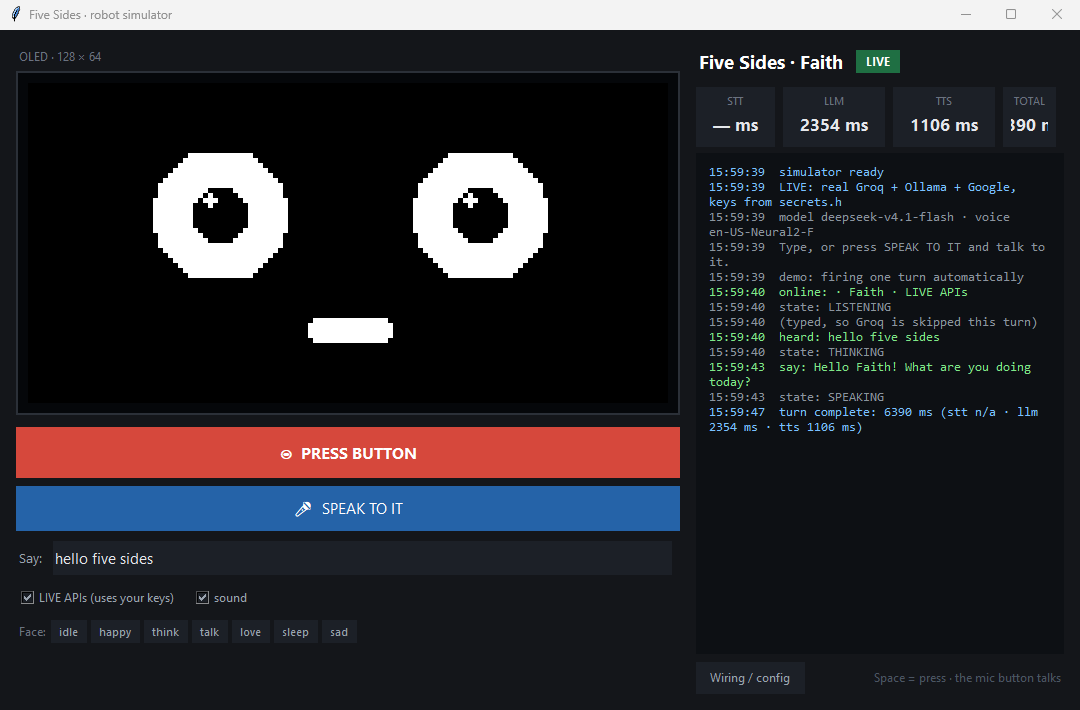 Five Sides · robot simulator
OLED · 128 × 64
PRESS BUTTON
SPEAK TO IT
Say: hello five sides
LIVE APIs (uses your keys) sound
Face: idle happy think talk love sleep sad
Five Sides · Faith LIVE
STT LLM TTS TOTAL
— ms 2354 ms 1106 ms
15:59:39 simulator ready
15:59:39 LIVE: real Groq + Ollama + Google,
keys from secrets.h
15:59:39 model deepseek-v4.1-flash · voice
en-US-Neural2-F
15:59:39 Type, or press SPEAK TO IT and talk to
it.
15:59:39 demo: firing one turn automatically
15:59:40 online: · Faith · LIVE APIs
15:59:40 state: LISTENING
15:59:40 (typed, so Groq is skipped this turn)
15:59:40 heard: hello five sides
15:59:40 state: THINKING
15:59:43 say: Hello Faith! What are you doing
today?
15:59:43 state: SPEAKING
15:59:47 turn complete: 6390 ms (stt n/a · llm
2354 ms · tts 1106 ms)
Wiring / config
Space = press · the mic button talks